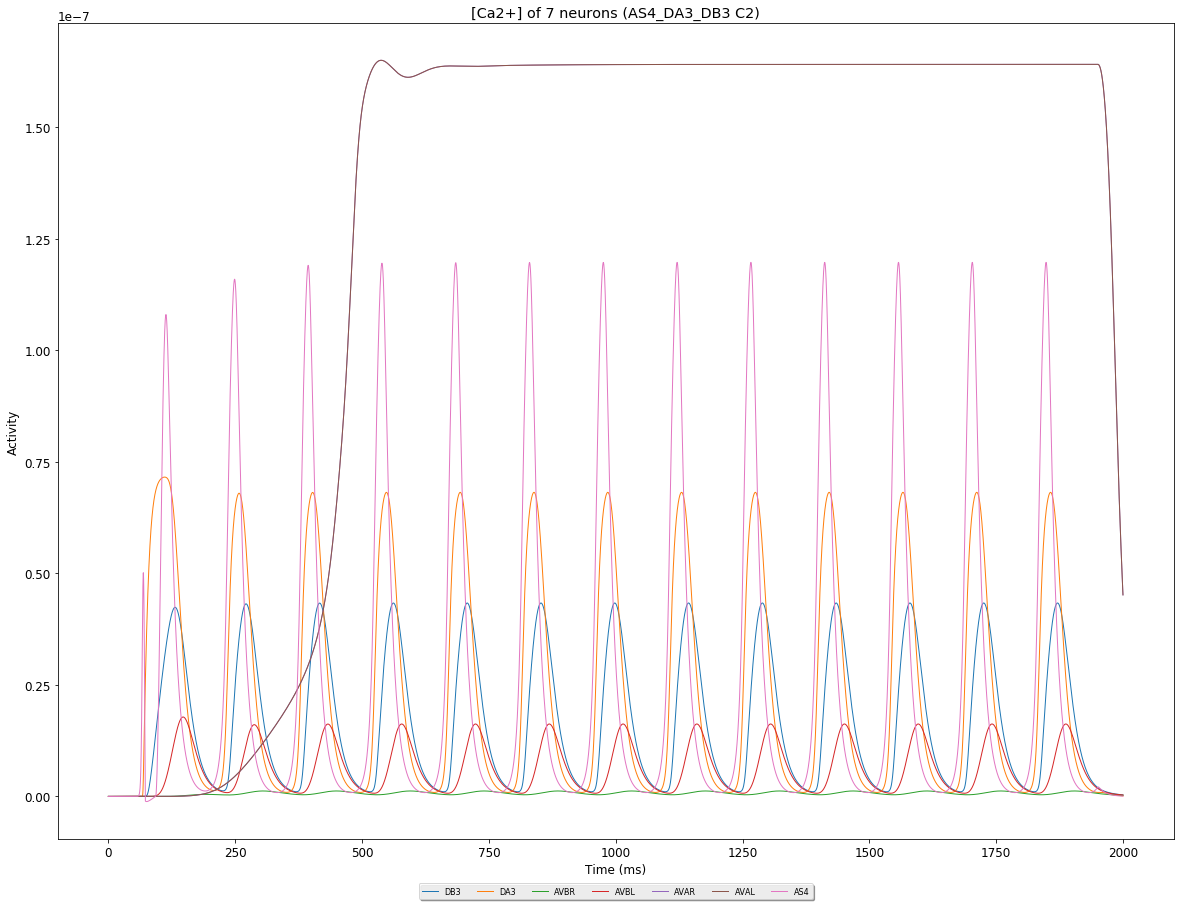 [Ca2+] of 7 neurons (AS4_DA3_DB3 C2)
1e−7
1.50
1.25
1.00
0.75
0.50
0.25
0.00
Activity
0 250 500 750 1000 1250 1500 1750 2000
Time (ms)
DB3 DA3 AVBR AVBL AVAR AVAL AS4